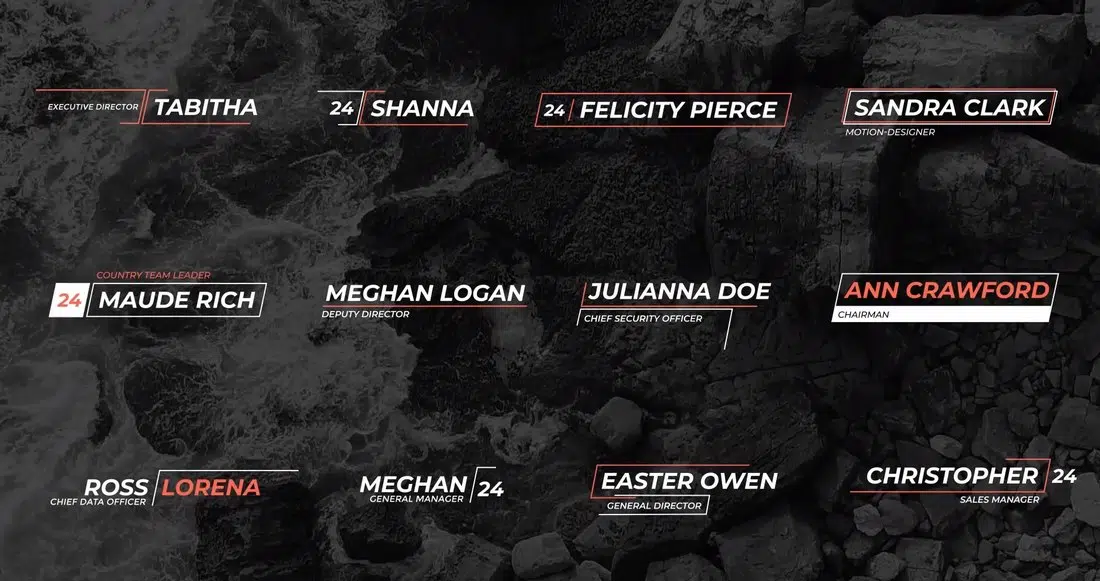 EXECUTIVE DIRECTOR TABITHA
24 SHANNA
24 FELICITY PIERCE
SANDRA CLARK
MOTION-DESIGNER
COUNTRY TEAM LEADER
24 MAUDE RICH
MEGHAN LOGAN
DEPUTY DIRECTOR
JULIANNA DOE
CHIEF SECURITY OFFICER
ANN CRAWFORD
CHAIRMAN
ROSS LORENA
CHIEF DATA OFFICER
MEGHAN 24
GENERAL MANAGER
EASTER OWEN
GENERAL DIRECTOR
CHRISTOPHER 24
SALES MANAGER